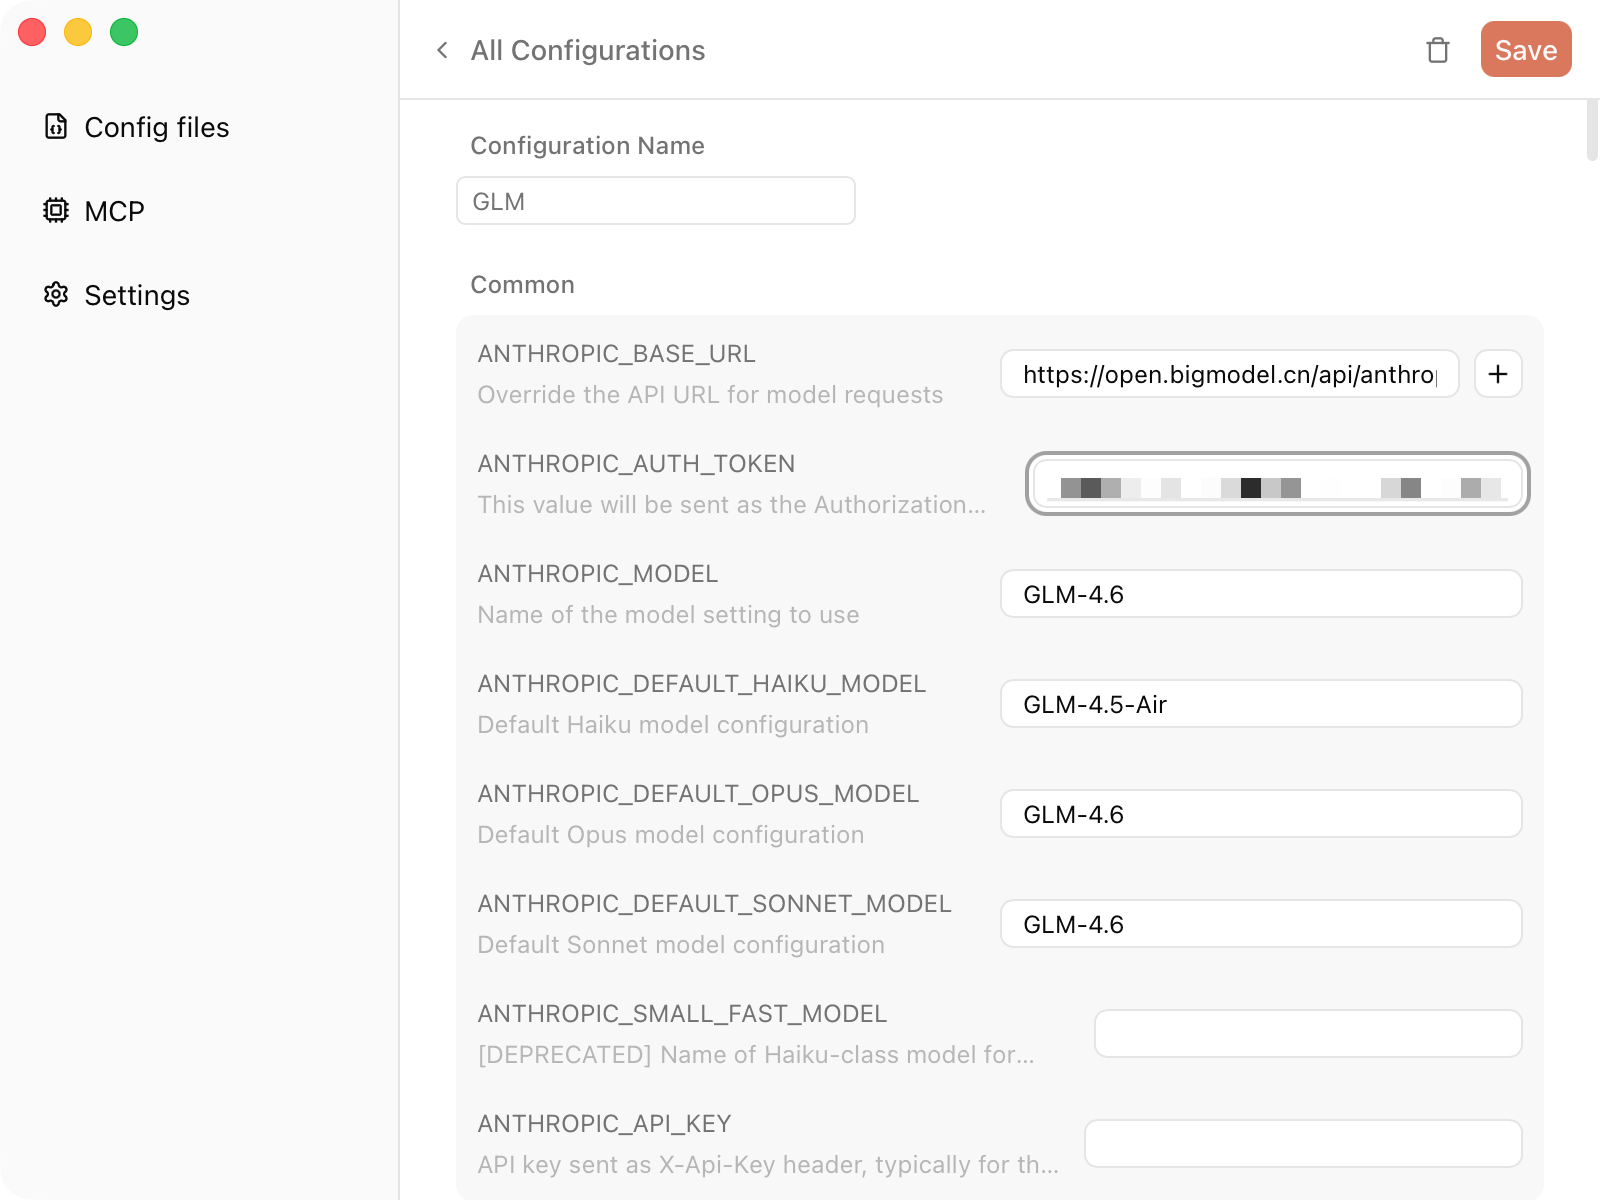 All Configurations
Save
Config files
MCP
Settings
Configuration Name
GLM
Common
ANTHROPIC_BASE_URL
Override the API URL for model requests
https://open.bigmodel.cn/api/anthrop
ANTHROPIC_AUTH_TOKEN
This value will be sent as the Authorization...
ANTHROPIC_MODEL
Name of the model setting to use
GLM-4.6
ANTHROPIC_DEFAULT_HAIKU_MODEL
Default Haiku model configuration
GLM-4.5-Air
ANTHROPIC_DEFAULT_OPUS_MODEL
Default Opus model configuration
GLM-4.6
ANTHROPIC_DEFAULT_SONNET_MODEL
Default Sonnet model configuration
GLM-4.6
ANTHROPIC_SMALL_FAST_MODEL
[DEPRECATED] Name of Haiku-class model for...
ANTHROPIC_API_KEY
API key sent as X-Api-Key header, typically for th...